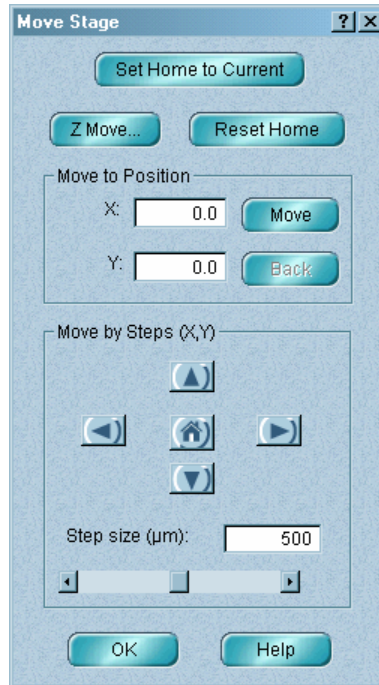 Move Stage ? ×
Set Home to Current
Z Move... Reset Home
Move to Position
X: 0.0 Move
Y: 0.0 Back
Move by Steps (X,Y)
Step size (µm): 500
OK Help